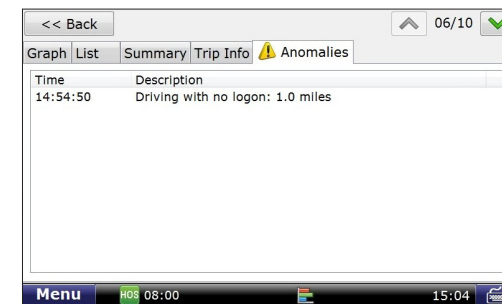 << Back 06/10
Graph List Summary Trip Info Anomalies
Time Description
14:54:50 Driving with no logon: 1.0 miles
Menu HOS 08:00 15:04